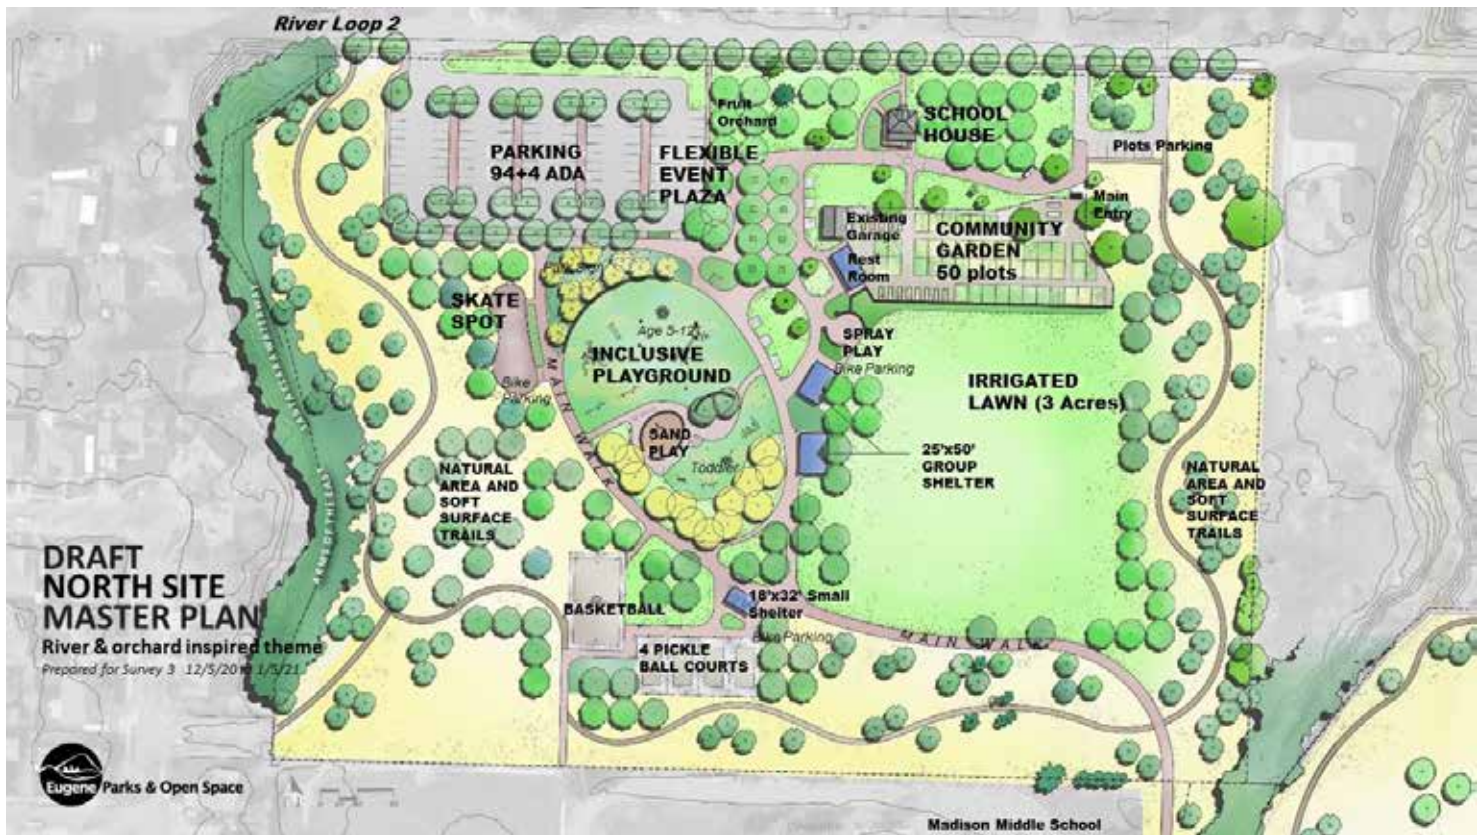 River Loop 2
Fruit
Orchard
SCHOOL
HOUSE
PARKING
94+4 ADA
FLEXIBLE
EVENT
PLAZA
Plots Parking
Main
Entry
Existing
Garage
COMMUNITY
GARDEN
50 plots
Rest
Room
SKATE
SPOT
Age 5-12
INCLUSIVE
PLAYGROUND
SPRAY
PLAY
Bike Parking
Bike
Parking
MAIN WALK
IRRIGATED
LAWN (3 Acres)
SAND
PLAY
Toddler
25'x50'
GROUP
SHELTER
NATURAL
AREA AND
SOFT
SURFACE
TRAILS
NATURAL
AREA AND
SOFT
SURFACE
TRAILS
DRAFT
NORTH SITE
MASTER PLAN
River & orchard inspired theme
Prepared for Survey 3
BASKETBALL
18'x32' Small
Shelter
Bike Parking
MAIN WALK
4 PICKLE
BALL COURTS
Eugene Parks & Open Space
Madison Middle School